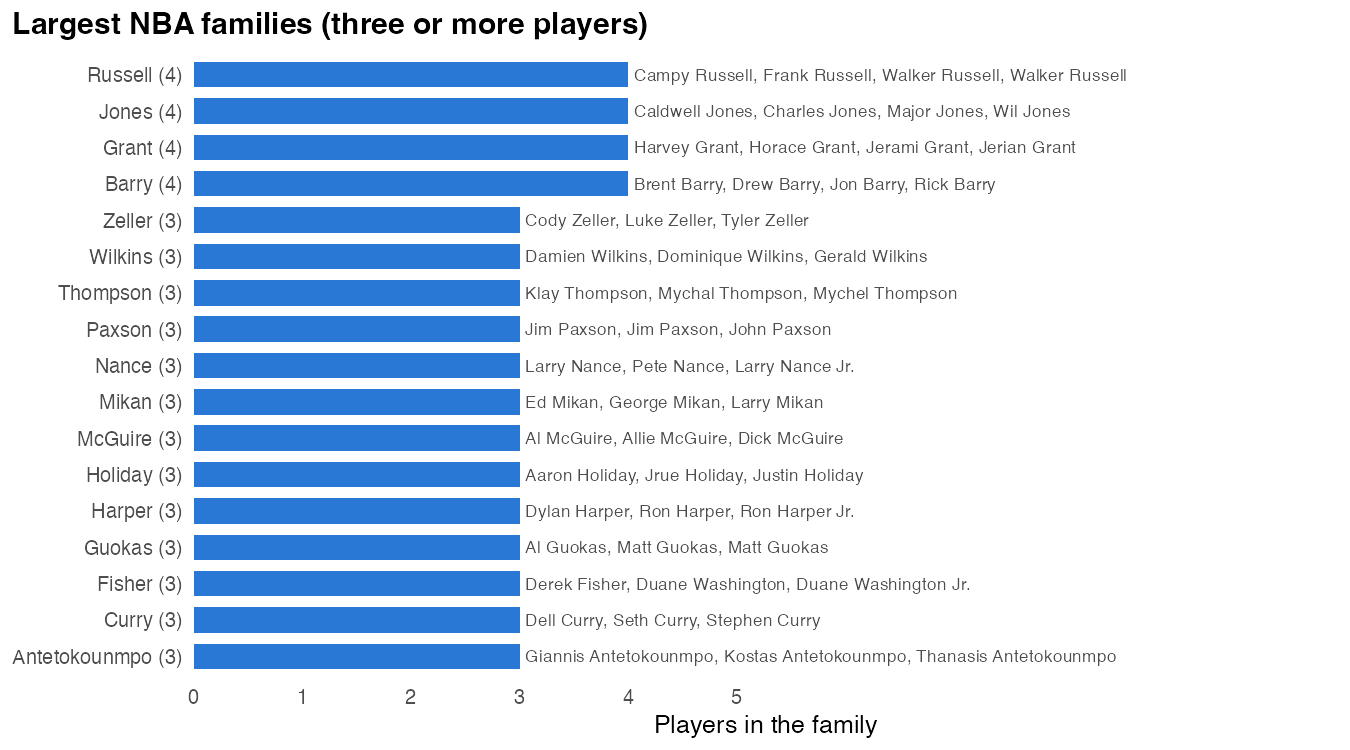 Largest NBA families (three or more players)
Russell (4) Campy Russell, Frank Russell, Walker Russell, Walker Russell
Jones (4) Caldwell Jones, Charles Jones, Major Jones, Wil Jones
Grant (4) Harvey Grant, Horace Grant, Jerami Grant, Jerian Grant
Barry (4) Brent Barry, Drew Barry, Jon Barry, Rick Barry
Zeller (3) Cody Zeller, Luke Zeller, Tyler Zeller
Wilkins (3) Damien Wilkins, Dominique Wilkins, Gerald Wilkins
Thompson (3) Klay Thompson, Mychal Thompson, Mychel Thompson
Paxson (3) Jim Paxson, Jim Paxson, John Paxson
Nance (3) Larry Nance, Pete Nance, Larry Nance Jr.
Mikan (3) Ed Mikan, George Mikan, Larry Mikan
McGuire (3) Al McGuire, Allie McGuire, Dick McGuire
Holiday (3) Aaron Holiday, Jrue Holiday, Justin Holiday
Harper (3) Dylan Harper, Ron Harper, Ron Harper Jr.
Guokas (3) Al Guokas, Matt Guokas, Matt Guokas
Fisher (3) Derek Fisher, Duane Washington, Duane Washington Jr.
Curry (3) Dell Curry, Seth Curry, Stephen Curry
Antetokounmpo (3) Giannis Antetokounmpo, Kostas Antetokounmpo, Thanasis Antetokounmpo
0 1 2 3 4 5
Players in the family